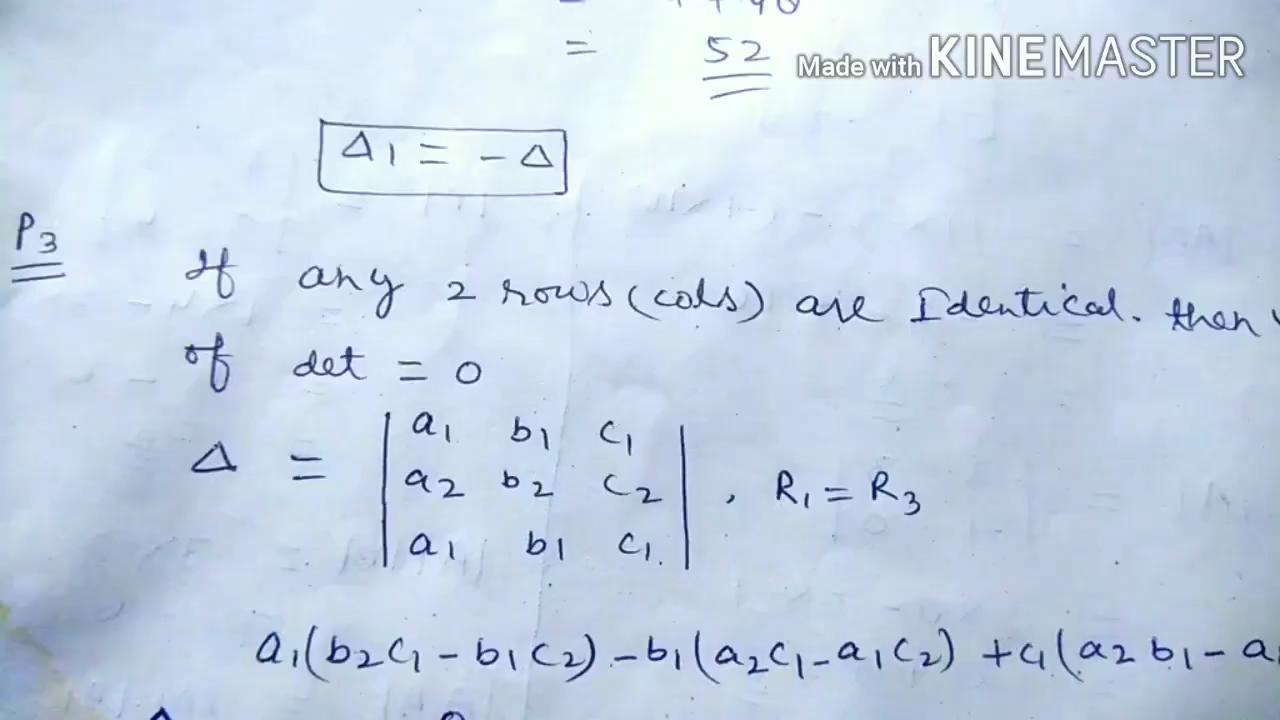 = 52
Made with KINEMASTER
Δ1 = - Δ
P3
If any 2 rows (cols) are Identical. then
of det = 0
Δ = | a1 b1 c1 |
| a2 b2 c2 | , R1 = R3
| a1 b1 c1. |
a1(b2c1 - b1c2) - b1(a2c1 - a1c2) + c1(a2b1 - a